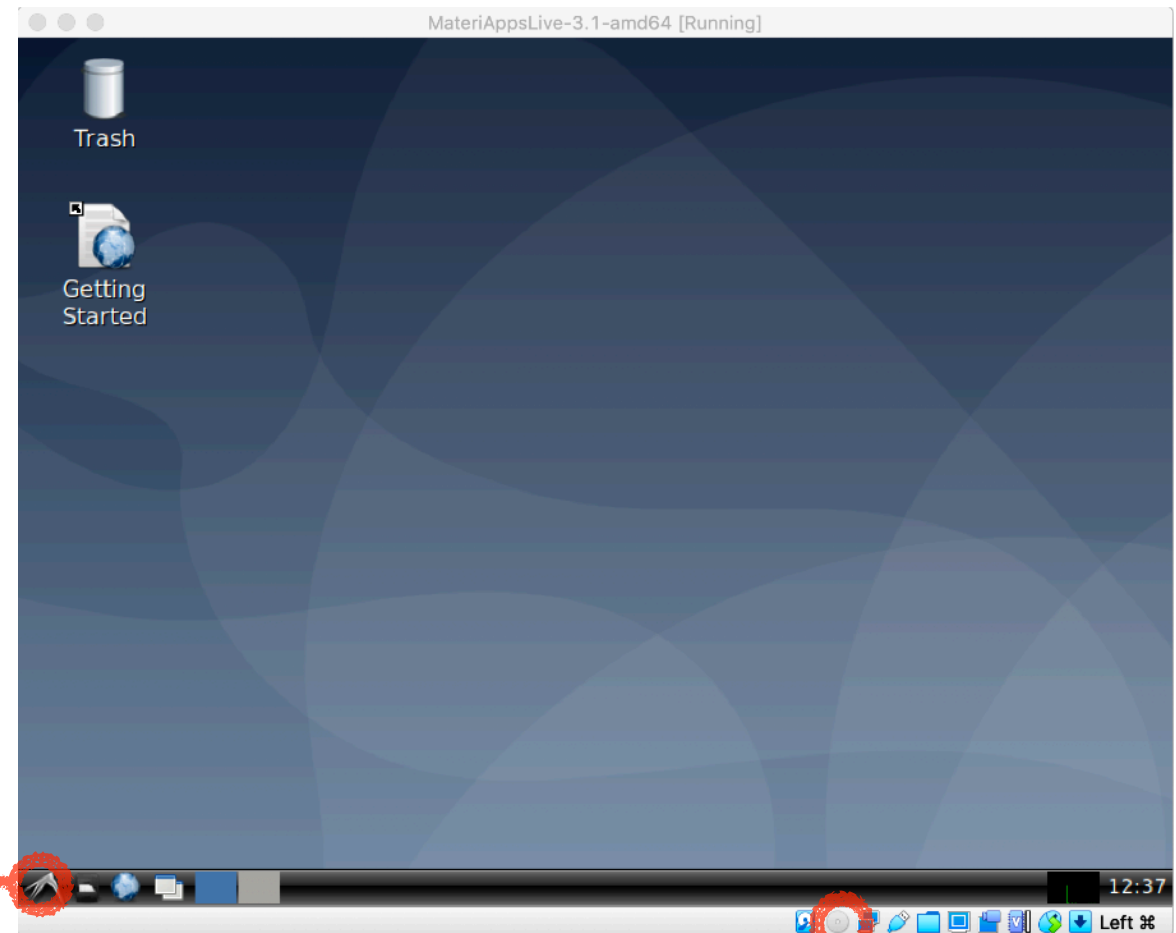 MateriAppsLive-3.1-amd64 [Running]
Trash
Getting
Started
12:37
Left ⌘